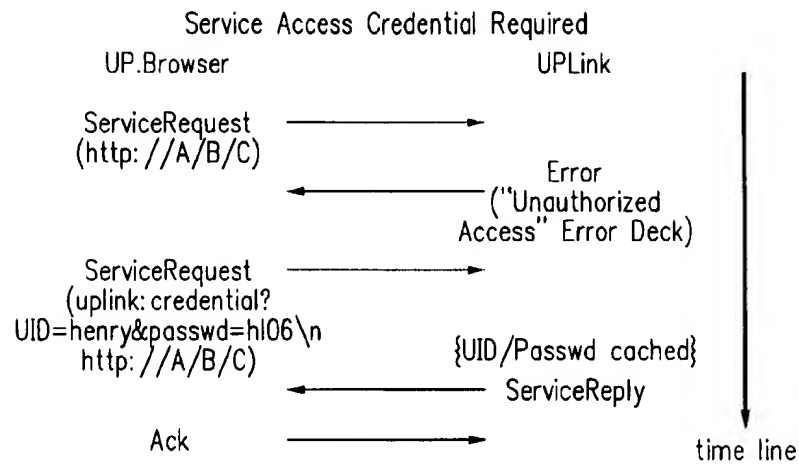 Service Access Credential Required
UP.Browser
UPLink
ServiceRequest
(http://A/B/C)
Error
("Unauthorized
Access" Error Deck)
ServiceRequest
(uplink:credential?
UID=henry&passwd=hl06\n
http://A/B/C)
{UID/Passwd cached}
ServiceReply
Ack
time line